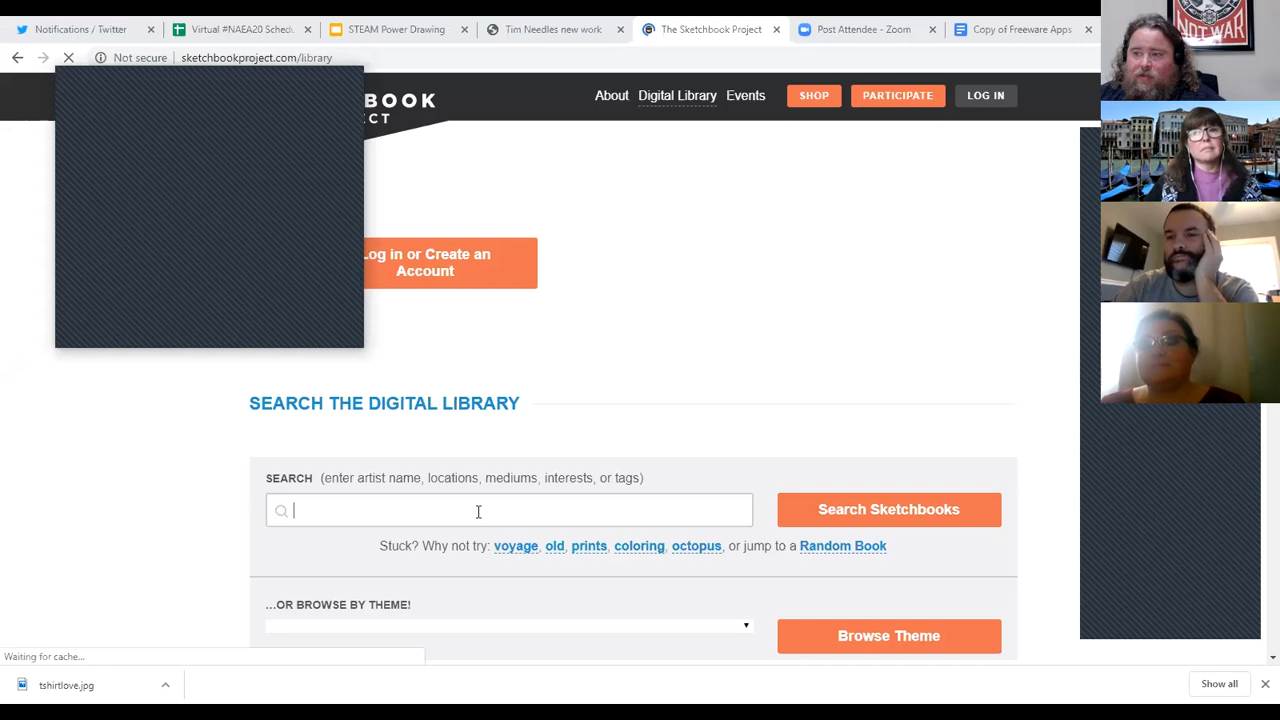 Notifications / Twitter
Virtual #NAEA20 Schedu
STEAM Power Drawing
Tim Needles new work
The Sketchbook Project
Post Attendee - Zoom
Copy of Freeware Apps
Not secure
sketchbookproject.com/library
BOOK
CT
About
Digital Library
Events
SHOP
PARTICIPATE
LOG IN
NOT WAR
Log in or Create an
Account
SEARCH THE DIGITAL LIBRARY
SEARCH (enter artist name, locations, mediums, interests, or tags)
Search Sketchbooks
Stuck? Why not try: voyage, old, prints, coloring, octopus, or jump to a Random Book
...OR BROWSE BY THEME!
Browse Theme
Waiting for cache...
tshirtlove.jpg
Show all